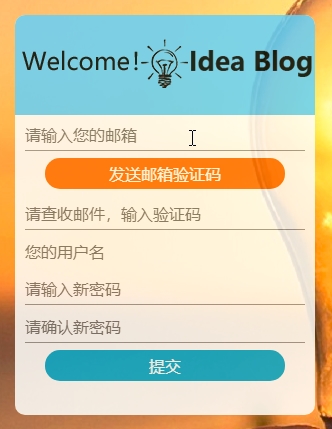 Welcome!-Idea Blog
请输入您的邮箱
发送邮箱验证码
请查收邮件，输入验证码
您的用户名
请输入新密码
请确认新密码
提交